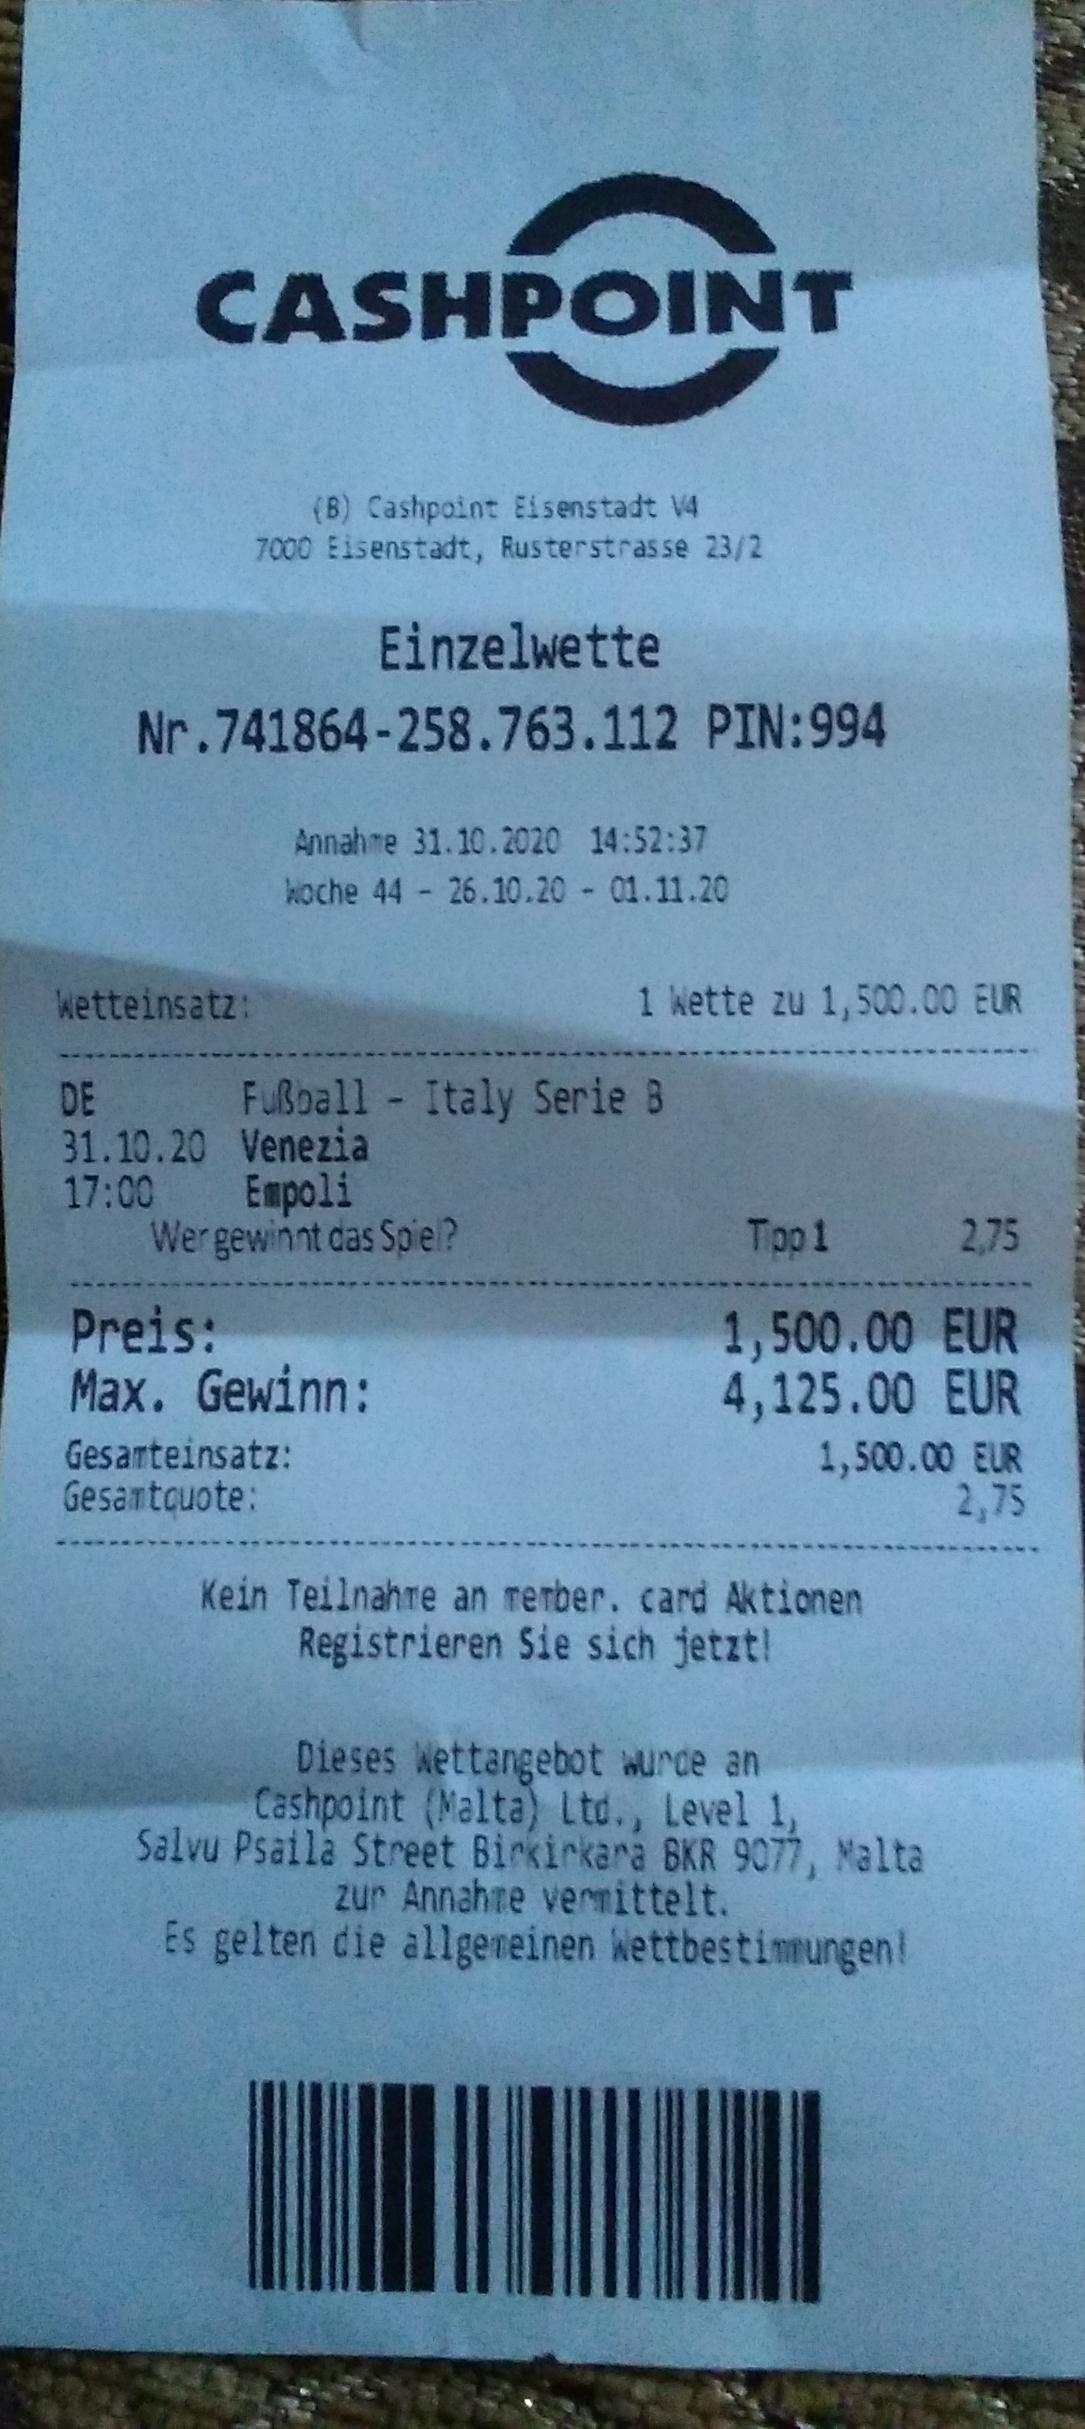 CASHPOINT
(B) Cashpoint Eisenstadt V4
7000 Eisenstadt, Rusterstrasse 23/2
Einzelwette
Nr.741864-258.763.112 PIN:994
Annahme 31.10.2020 14:52:37
Woche 44 - 26.10.20 - 01.11.20
Wetteinsatz: 1 Wette zu 1,500.00 EUR
DE Fußball - Italy Serie B
31.10.20 Venezia
17:00 Empoli
Wer gewinnt das Spiel? Tipp 1 2,75
Preis: 1,500.00 EUR
Max. Gewinn: 4,125.00 EUR
Gesamteinsatz: 1,500.00 EUR
Gesamtquote: 2,75
Kein Teilnahme an member. card Aktionen
Registrieren Sie sich jetzt!
Dieses Wettangebot wurde an
Cashpoint (Malta) Ltd., Level 1,
Salvu Psaila Street Birkirkara BKR 9077, Malta
zur Annahme vermittelt.
Es gelten die allgemeinen Wettbestimmungen!